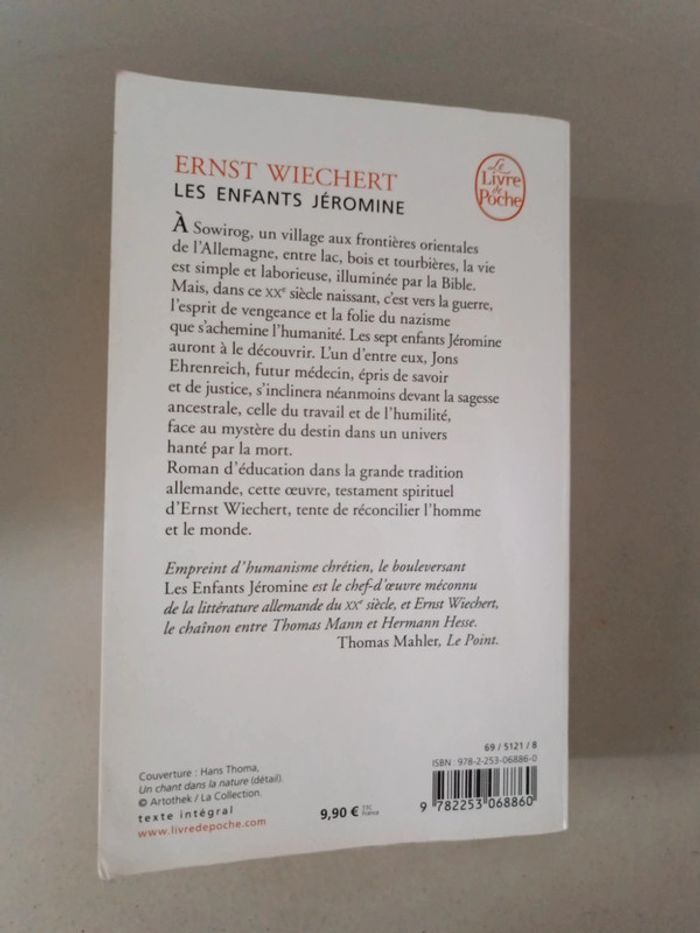 ERNST WIECHERT
LES ENFANTS JÉROMINE
Le
Livre
de
Poche
À Sowirog, un village aux frontières orientales
de l'Allemagne, entre lac, bois et tourbières, la vie
est simple et laborieuse, illuminée par la Bible.
Mais, dans ce XXe siècle naissant, c'est vers la guerre,
l'esprit de vengeance et la folie du nazisme
que s'achemine l'humanité. Les sept enfants Jéromine
auront à le découvrir. L'un d'entre eux, Jons
Ehrenreich, futur médecin, épris de savoir
et de justice, s'inclinera néanmoins devant la sagesse
ancestrale, celle du travail et de l'humilité,
face au mystère du destin dans un univers
hanté par la mort.
Roman d'éducation dans la grande tradition
allemande, cette œuvre, testament spirituel
d'Ernst Wiechert, tente de réconcilier l'homme
et le monde.
Empreint d'humanisme chrétien, le bouleversant
Les Enfants Jéromine est le chef-d'œuvre méconnu
de la littérature allemande du XXe siècle, et Ernst Wiechert,
le chaînon entre Thomas Mann et Hermann Hesse.
Thomas Mahler, Le Point.
Couverture : Hans Thoma,
Un chant dans la nature (détail).
© Artothek / La Collection.
texte intégral
www.livredepoche.com
9,90 € TTC
France
69 / 5121 / 8
ISBN : 978-2-253-06886-0
9 782253 068860